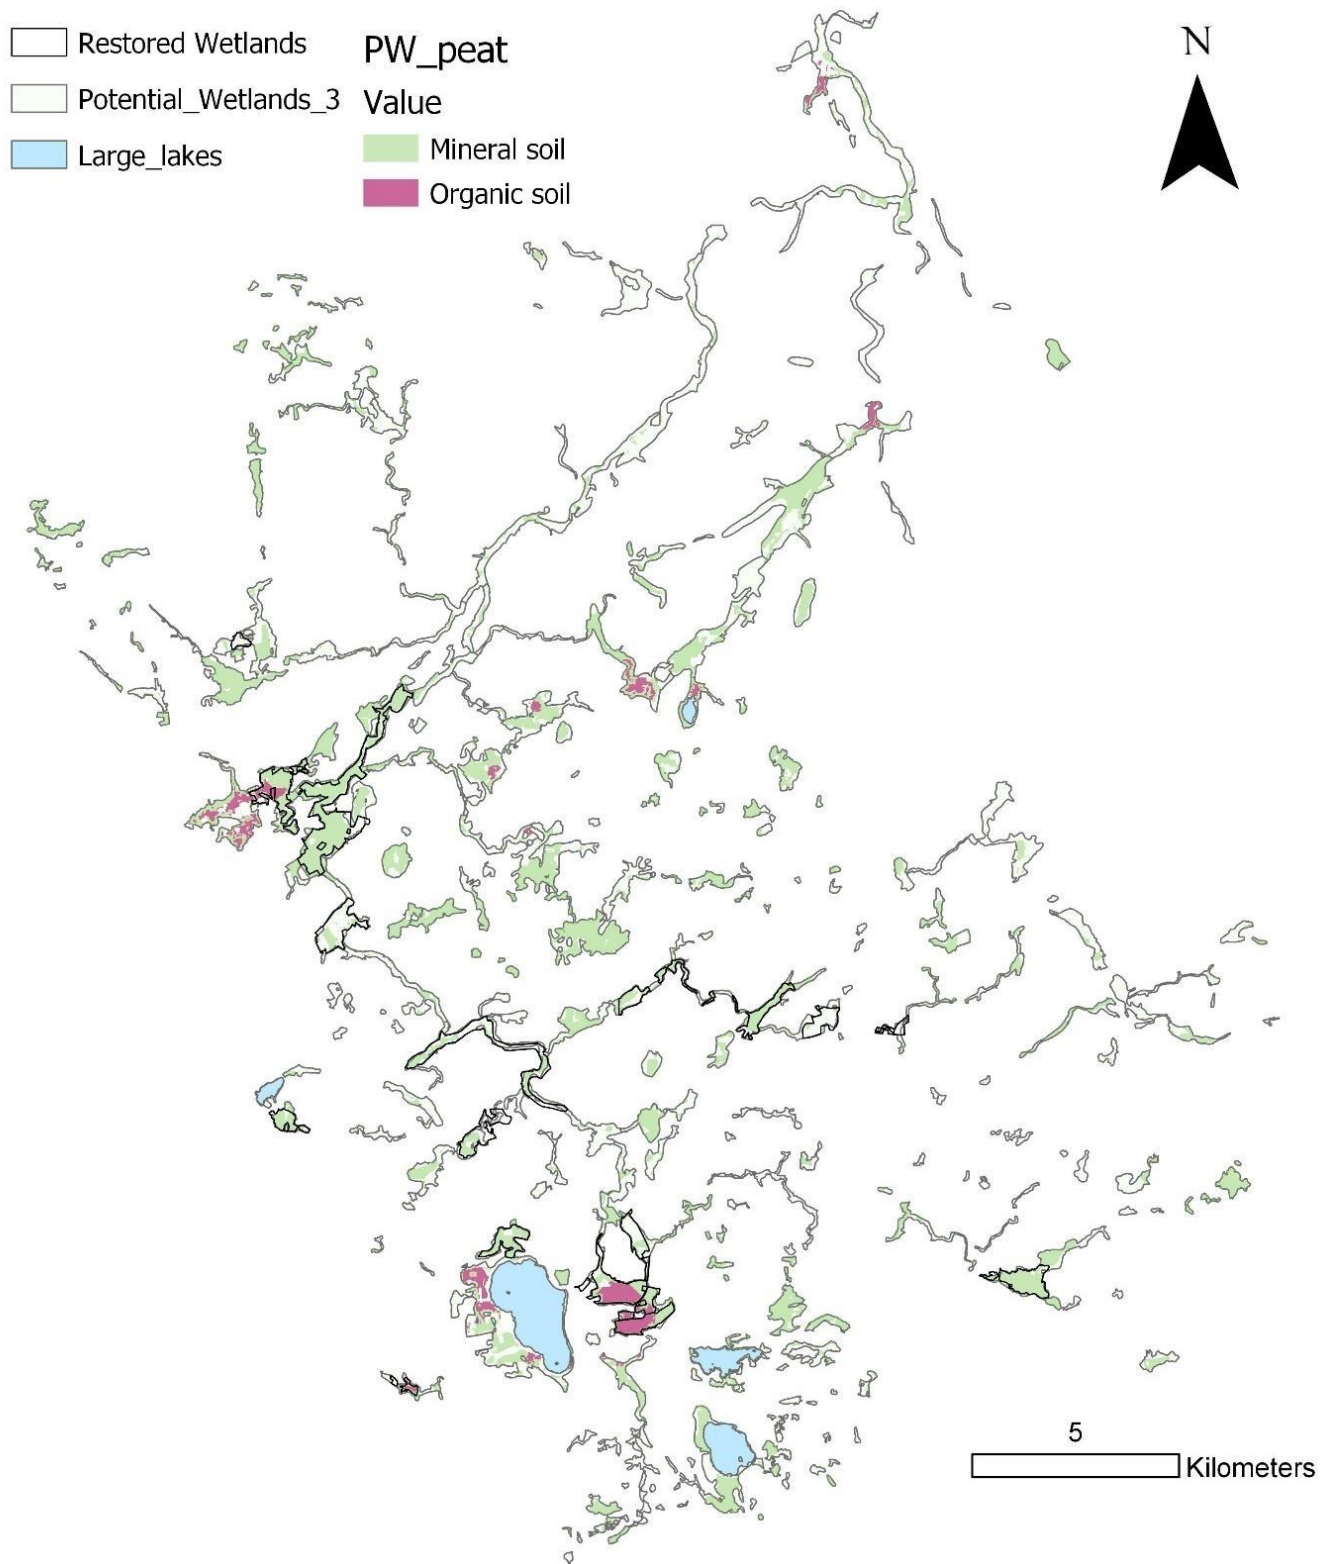 Restored Wetlands
Potential_Wetlands_3
Large_lakes
PW_peat
Value
Mineral soil
Organic soil
N
5
Kilometers